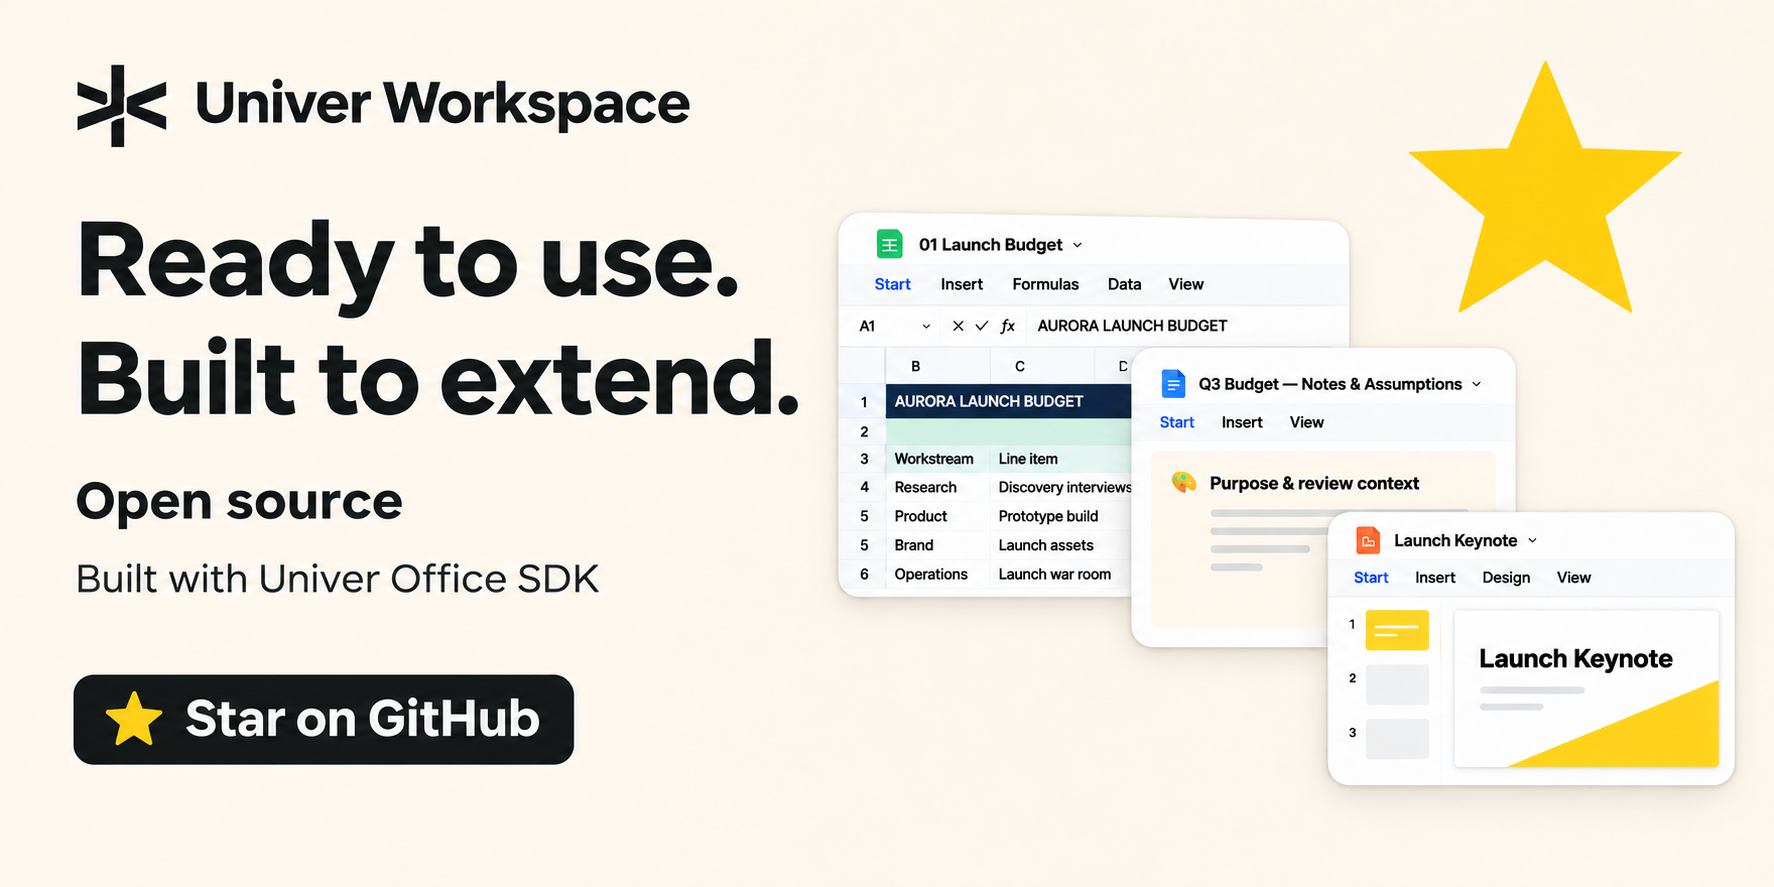 Univer Workspace
Ready to use.
Built to extend.
Open source
Built with Univer Office SDK
Star on GitHub
01 Launch Budget
Start Insert Formulas Data View
A1 fx AURORA LAUNCH BUDGET
B C D
1 AURORA LAUNCH BUDGET
2
3 Workstream Line item
4 Research Discovery interviews
5 Product Prototype build
5 Brand Launch assets
6 Operations Launch war room
Q3 Budget — Notes & Assumptions
Start Insert View
Purpose & review context
Launch Keynote
Start Insert Design View
1
2
3
Launch Keynote